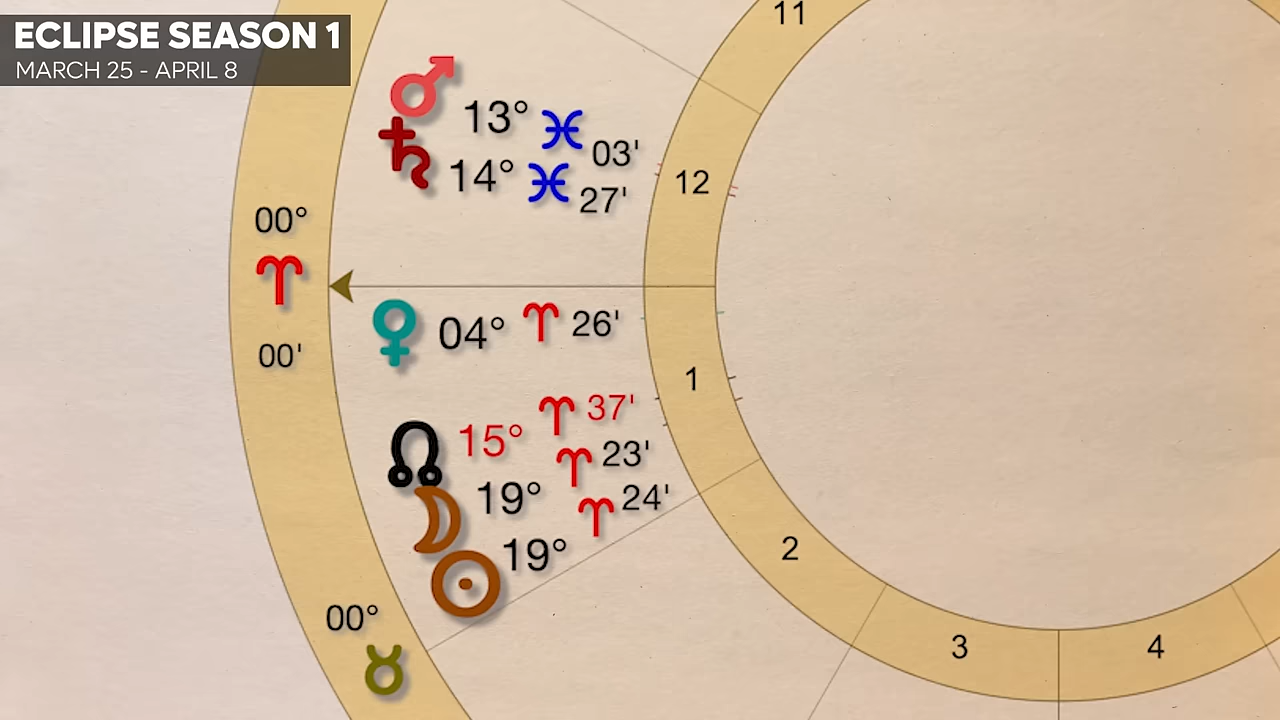 ECLIPSE SEASON 1
MARCH 25 - APRIL 8
11
♂ 13° ♓ 03'
♄ 14° ♓ 27'
12
00°
♈
00'
♀ 04° ♈ 26'
1
☊ 15° ♈ 37'
☽ 19° ♈ 23'
☉ 19° ♈ 24'
2
00°
♉
3
4